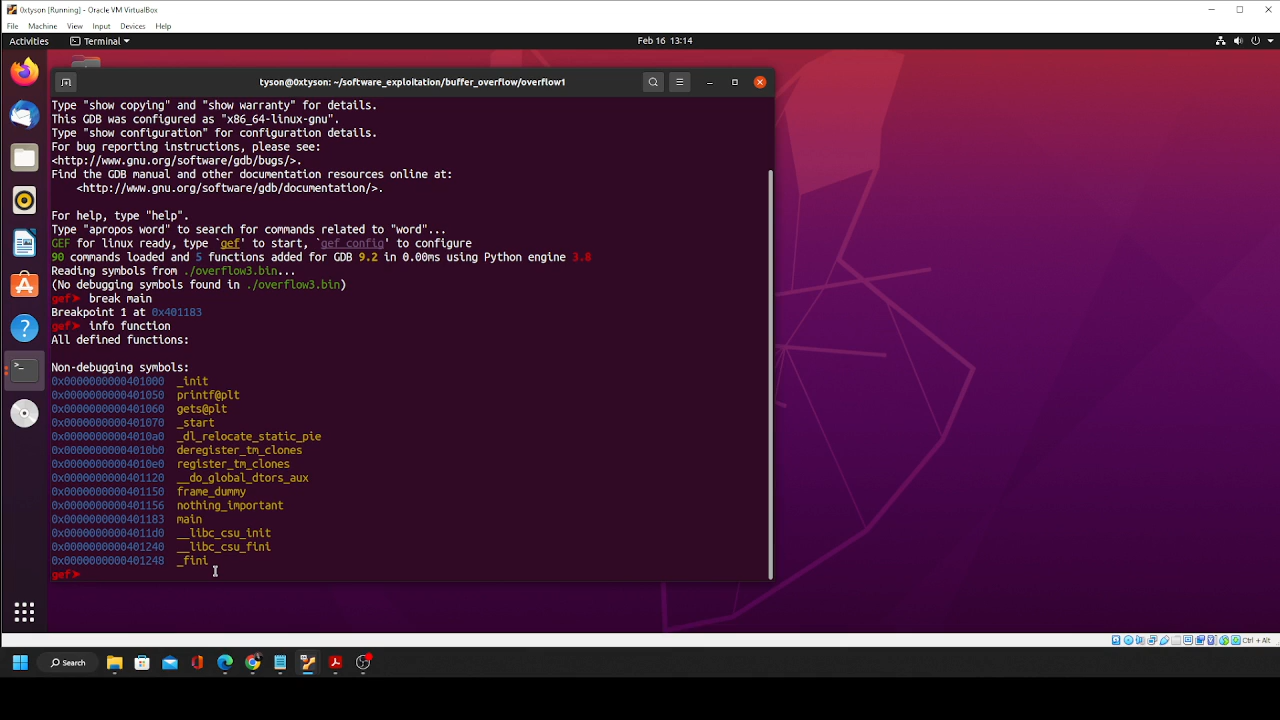 0xtyson [Running] - Oracle VM VirtualBox
File Machine View Input Devices Help
Activities Terminal Feb 16 13:14
tyson@0xtyson: ~/software_exploitation/buffer_overflow/overflow1
Type "show copying" and "show warranty" for details.
This GDB was configured as "x86_64-linux-gnu".
Type "show configuration" for configuration details.
For bug reporting instructions, please see:
<http://www.gnu.org/software/gdb/bugs/>.
Find the GDB manual and other documentation resources online at:
<http://www.gnu.org/software/gdb/documentation/>.
For help, type "help".
Type "apropos word" to search for commands related to "word"...
GEF for linux ready, type `gef' to start, `gef config' to configure
90 commands loaded and 5 functions added for GDB 9.2 in 0.00ms using Python engine 3.8
Reading symbols from ./overflow3.bin...
(No debugging symbols found in ./overflow3.bin)
gef➤ break main
Breakpoint 1 at 0x401183
gef➤ info function
All defined functions:
Non-debugging symbols:
0x0000000000401000 _init
0x0000000000401050 printf@plt
0x0000000000401060 gets@plt
0x0000000000401070 _start
0x00000000004010a0 _dl_relocate_static_pie
0x00000000004010b0 deregister_tm_clones
0x00000000004010e0 register_tm_clones
0x0000000000401120 __do_global_dtors_aux
0x0000000000401150 frame_dummy
0x0000000000401156 nothing_important
0x0000000000401183 main
0x00000000004011d0 __libc_csu_init
0x0000000000401240 __libc_csu_fini
0x0000000000401248 _fini
gef➤
Ctrl + Alt
Search